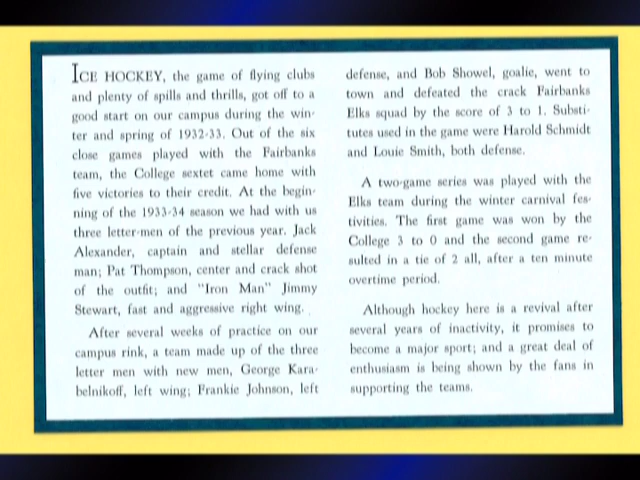 ICE HOCKEY, the game of flying clubs
and plenty of spills and thrills, got off to a
good start on our campus during the win-
ter and spring of 1932-33. Out of the six
close games played with the Fairbanks
team, the College sextet came home with
five victories to their credit. At the begin-
ning of the 1933-34 season we had with us
three letter-men of the previous year. Jack
Alexander, captain and stellar defense
man; Pat Thompson, center and crack shot
of the outfit; and "Iron Man" Jimmy
Stewart, fast and aggressive right wing.
After several weeks of practice on our
campus rink, a team made up of the three
letter men with new men, George Kara-
belnikoff, left wing; Frankie Johnson, left
defense, and Bob Showel, goalie, went to
town and defeated the crack Fairbanks
Elks squad by the score of 3 to 1. Substi-
tutes used in the game were Harold Schmidt
and Louie Smith, both defense.
A two-game series was played with the
Elks team during the winter carnival fes-
tivities. The first game was won by the
College 3 to 0 and the second game re-
sulted in a tie of 2 all, after a ten minute
overtime period.
Although hockey here is a revival after
several years of inactivity, it promises to
become a major sport; and a great deal of
enthusiasm is being shown by the fans in
supporting the teams.